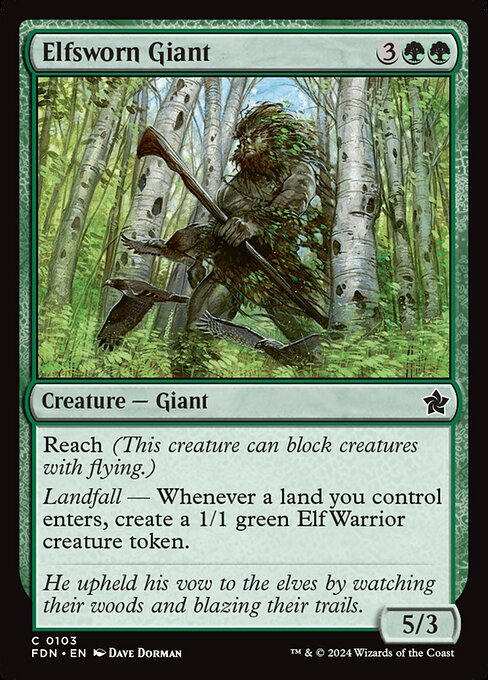 Elfsworn Giant 3
Creature — Giant
Reach (This creature can block creatures
with flying.)
Landfall — Whenever a land you control
enters, create a 1/1 green Elf Warrior
creature token.
He upheld his vow to the elves by watching
their woods and blazing their trails.
5/3
C 0103
FDN • EN DAVE DORMAN
™ & © 2024 Wizards of the Coast